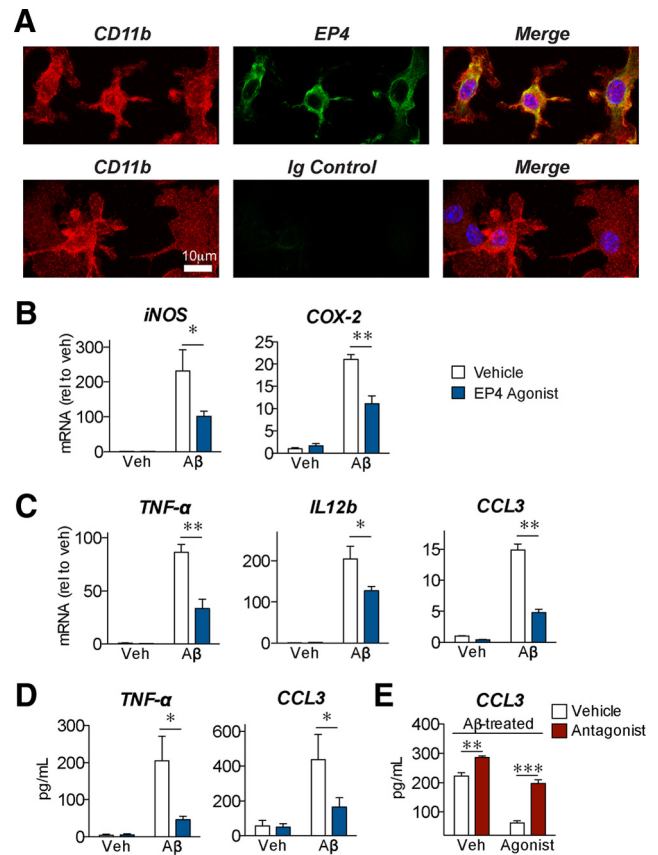 A
CD11b EP4 Merge
CD11b Ig Control Merge
10μm
B
iNOS COX-2
mRNA (rel to veh)
300
200
100
0
Veh Aβ
*
25
20
15
10
5
0
Veh Aβ
**
Vehicle
EP4 Agonist
C
TNF-α IL12b CCL3
mRNA (rel to veh)
100
50
0
Veh Aβ
**
200
100
0
Veh Aβ
*
15
10
5
0
Veh Aβ
**
D
TNF-α CCL3
pg/mL
300
200
100
0
Veh Aβ
*
600
400
200
0
Veh Aβ
*
E
CCL3
Aβ-treated
Vehicle
Antagonist
pg/mL
400
300
200
100
** ***
Veh Agonist